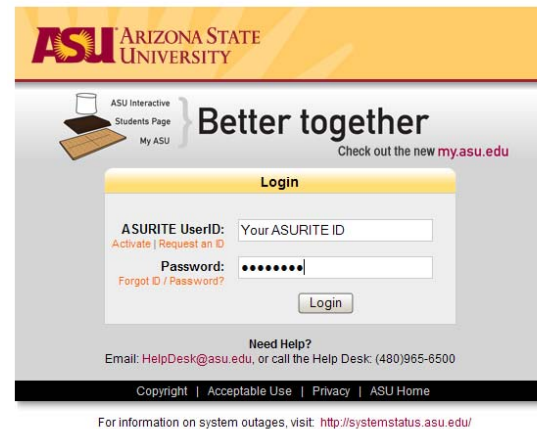 ASU ARIZONA STATE
UNIVERSITY
ASU Interactive
Students Page
My ASU
Better together
Check out the new my.asu.edu
Login
ASURITE UserID: Your ASURITE ID
Activate | Request an ID
Password: ••••••••
Forgot ID / Password?
Login
Need Help?
Email: HelpDesk@asu.edu, or call the Help Desk: (480)965-6500
Copyright | Acceptable Use | Privacy | ASU Home
For information on system outages, visit: http://systemstatus.asu.edu/